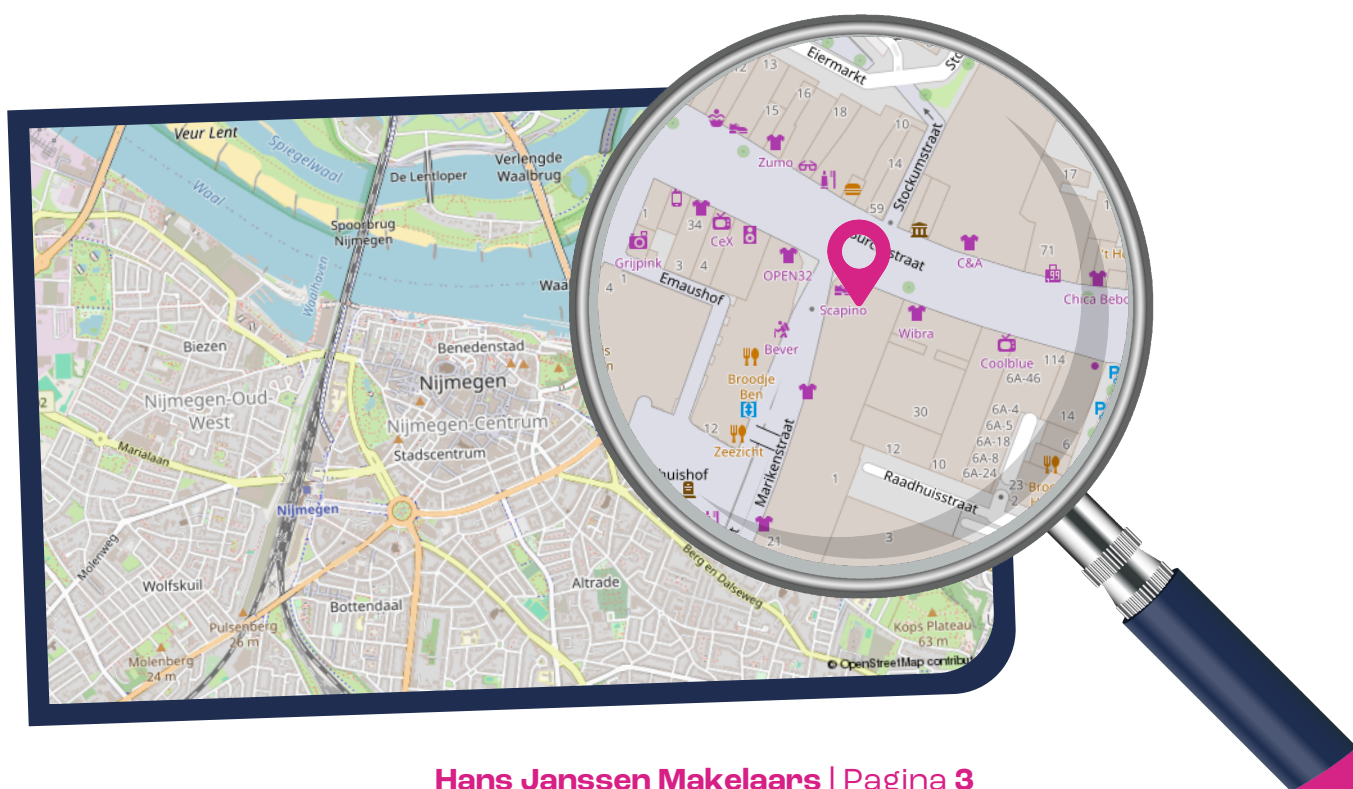 Veur Lent
Spiegelwaal
Waal
De Lentloper
Verlengde
Waalbrug
Spoorbrug
Nijmegen
Waalhaven
Biezen
Benedenstad
Nijmegen
Nijmegen-Oud-
West
Nijmegen-Centrum
Stadscentrum
Marialaan
Nijmegen
Molenweg
Wolfskuil
Bottendaal
Altrade
Berg en Dalseweg
Pulsenberg
26 m
Molenberg
24 m
Kops Plateau
63 m
© OpenStreetMap contribut
Eiermarkt
13
16
15
18
10
14
17
Zumo
Stockumstraat
59
1
34
CeX
Grijpink
3
4
OPEN32
C&A
71
Chica Bebo
Emaushof
4
1
Scapino
Wibra
Bever
Coolblue
114
6A-46
Broodje
Ben
30
6A-4
6A-5
6A-18
6A-8
6A-24
14
6
12
Zeezicht
Marikenstraat
12
10
1
Raadhuisstraat
23
2
21
3
Hans Janssen Makelaars | Pagina 3